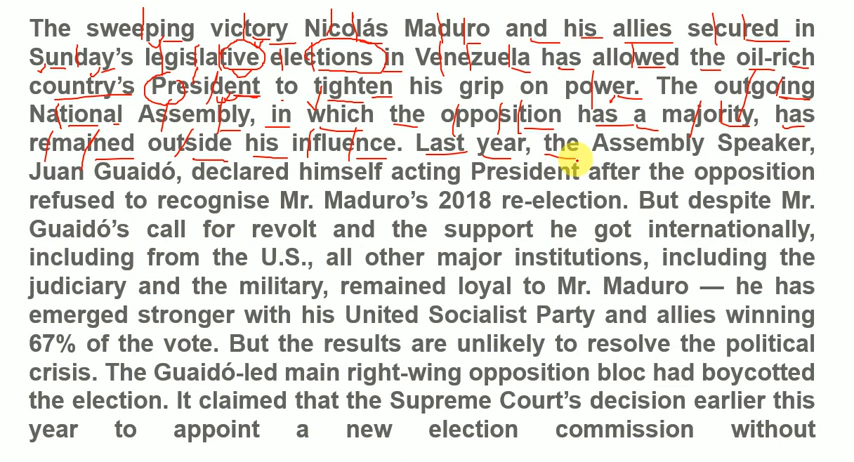 The sweeping victory Nicolás Maduro and his allies secured in
Sunday’s legislative elections in Venezuela has allowed the oil-rich
country’s President to tighten his grip on power. The outgoing
National Assembly, in which the opposition has a majority, has
remained outside his influence. Last year, the Assembly Speaker,
Juan Guaidó, declared himself acting President after the opposition
refused to recognise Mr. Maduro’s 2018 re-election. But despite Mr.
Guaidó’s call for revolt and the support he got internationally,
including from the U.S., all other major institutions, including the
judiciary and the military, remained loyal to Mr. Maduro — he has
emerged stronger with his United Socialist Party and allies winning
67% of the vote. But the results are unlikely to resolve the political
crisis. The Guaidó-led main right-wing opposition bloc had boycotted
the election. It claimed that the Supreme Court’s decision earlier this
year to appoint a new election commission without